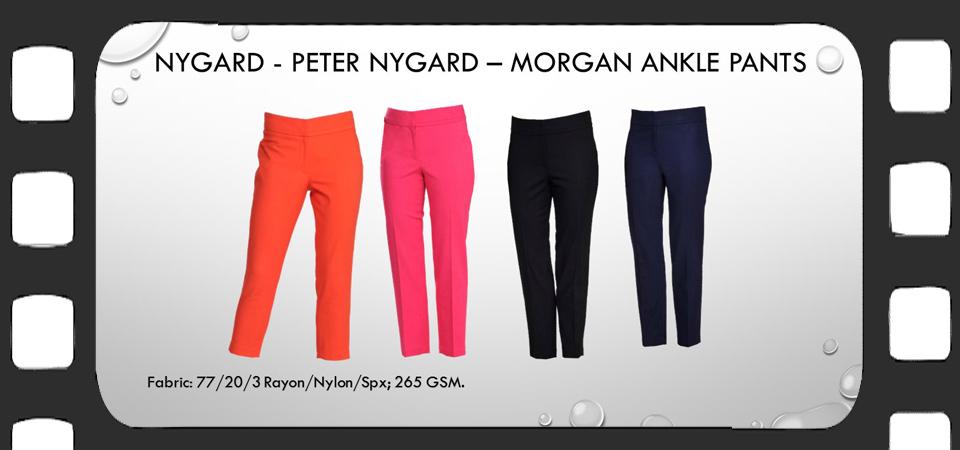 NYGARD - PETER NYGARD – MORGAN ANKLE PANTS
Fabric: 77/20/3 Rayon/Nylon/Spx; 265 GSM.